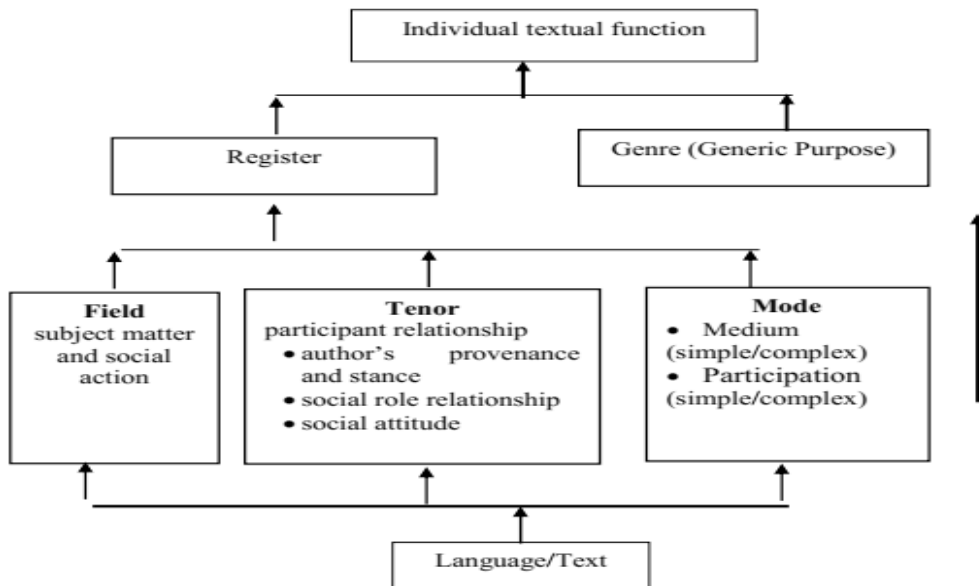 Individual textual function
Register
Genre (Generic Purpose)
Field
subject matter
and social
action
Tenor
participant relationship
• author's provenance
and stance
• social role relationship
• social attitude
Mode
• Medium
(simple/complex)
• Participation
(simple/complex)
Language/Text